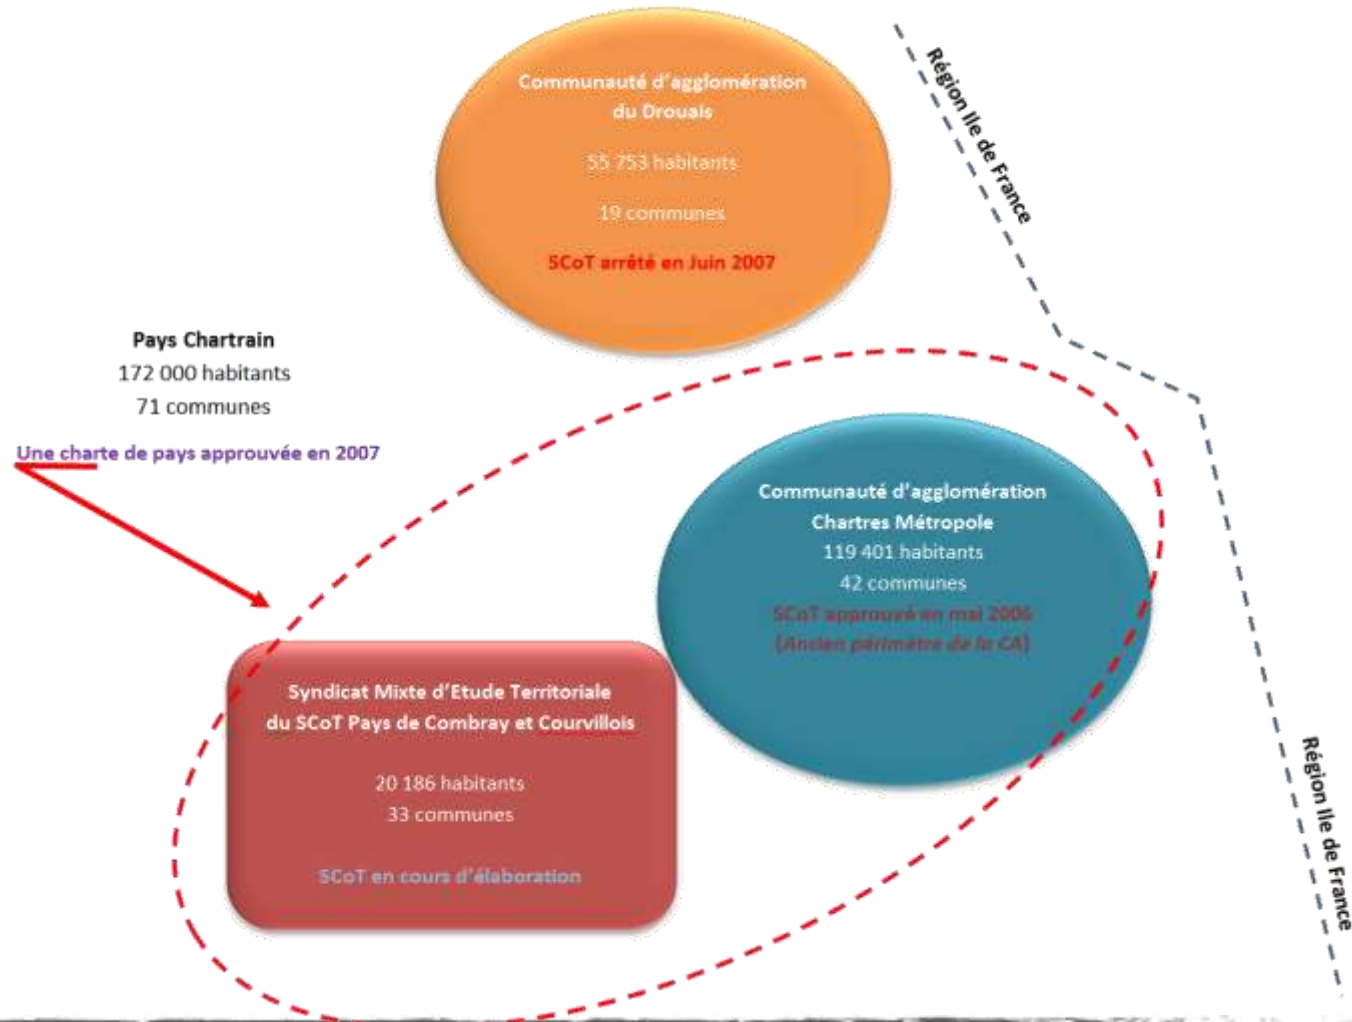 Communauté d'agglomération
du Drouais
55 753 habitants
19 communes
SCoT arrêté en Juin 2007
Région Ile de France
Pays Chartrain
172 000 habitants
71 communes
Une charte de pays approuvée en 2007
Communauté d'agglomération
Chartres Métropole
119 401 habitants
42 communes
SCoT approuvé en mai 2006
(Ancien périmètre de la CA)
Syndicat Mixte d'Etude Territoriale
du SCoT Pays de Combray et Courvillois
20 186 habitants
33 communes
SCoT en cours d'élaboration
Région Ile de France